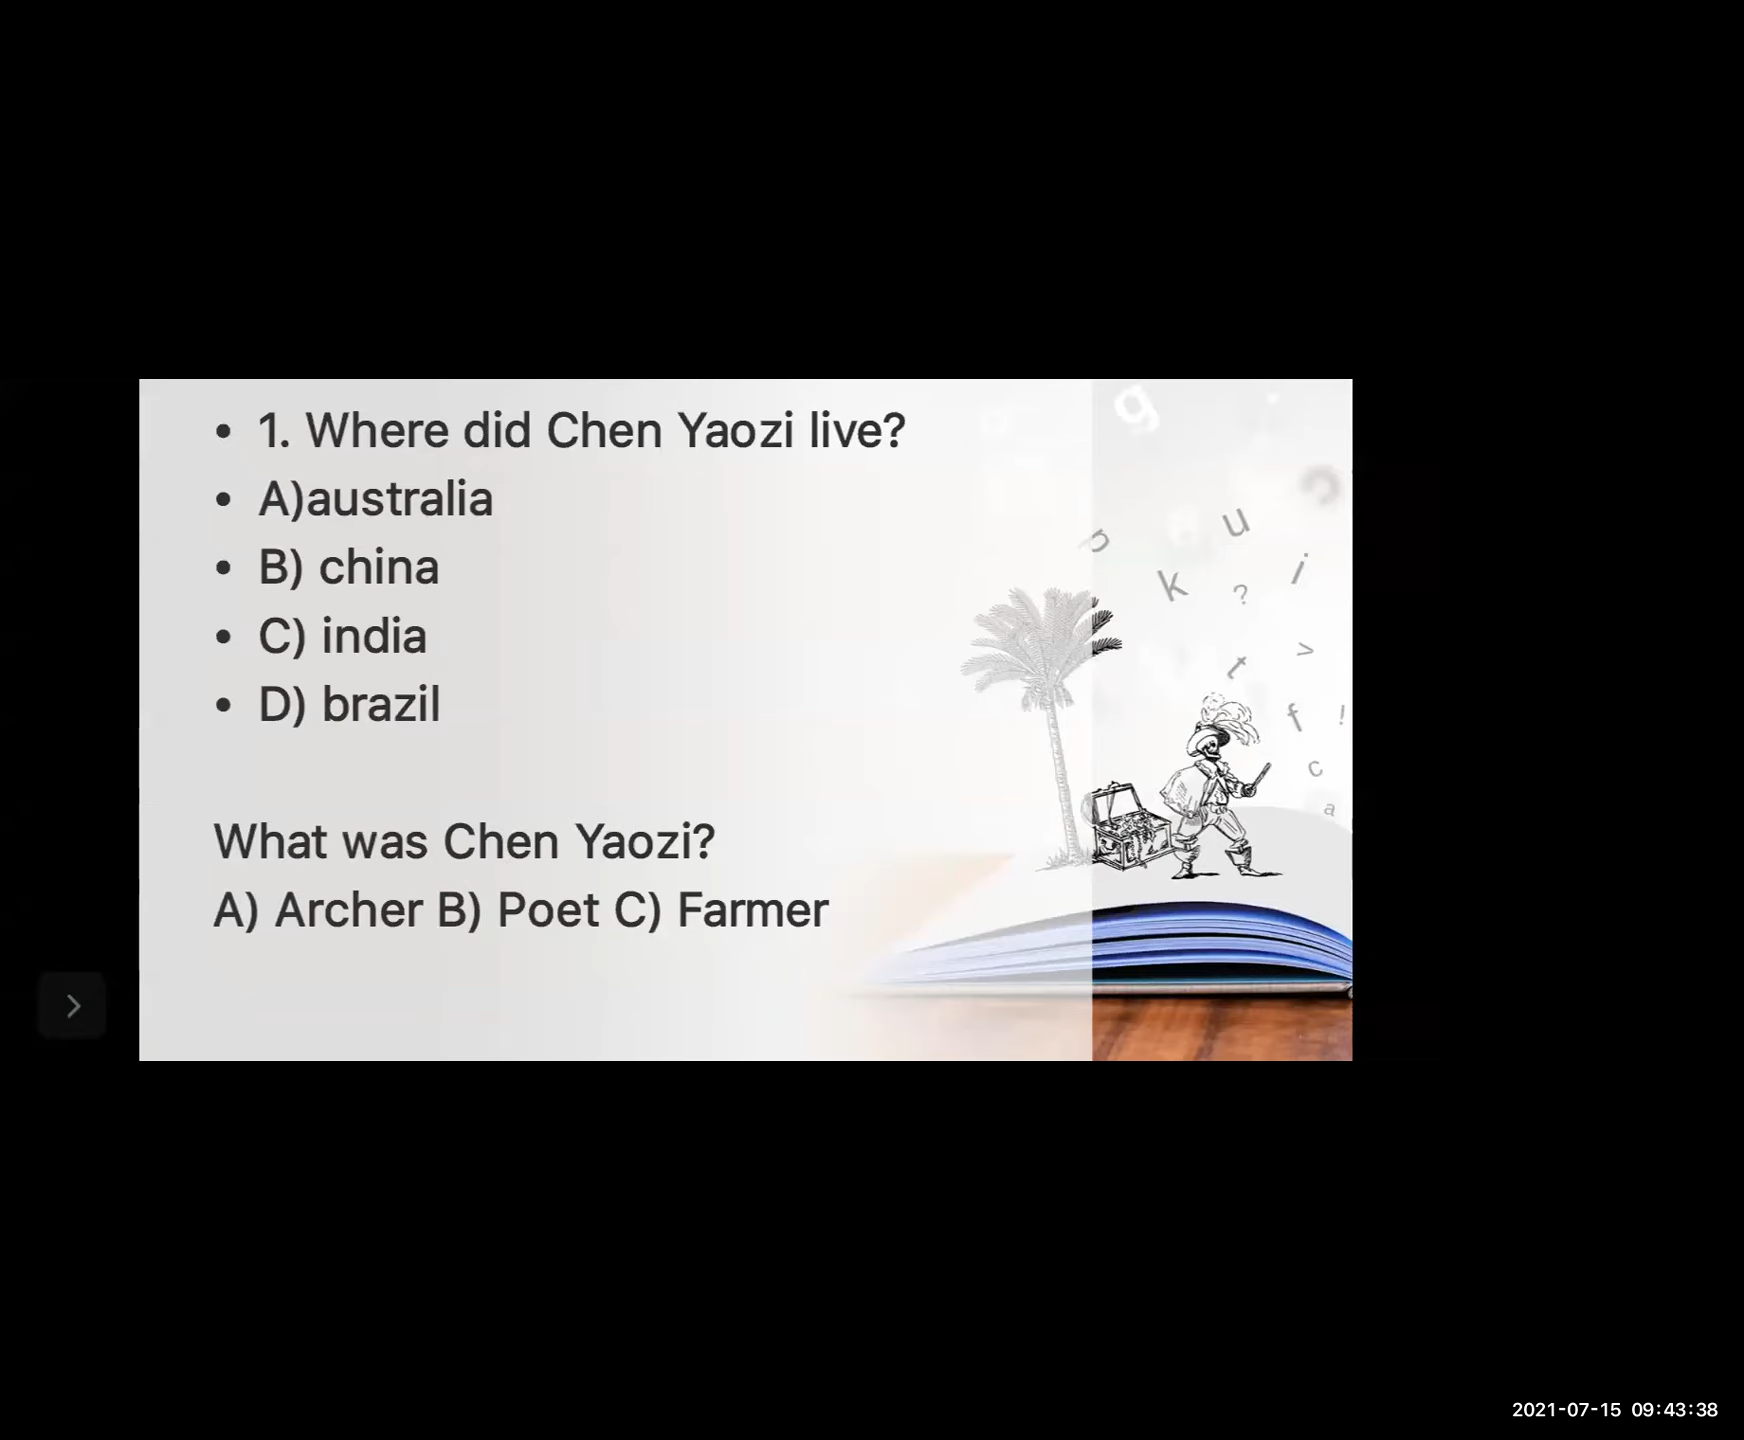 • 1. Where did Chen Yaozi live?
• A)australia
• B) china
• C) india
• D) brazil
What was Chen Yaozi?
A) Archer B) Poet C) Farmer
g
u
k
?
i
>
t
f
!
c
a
2021-07-15 09:43:38